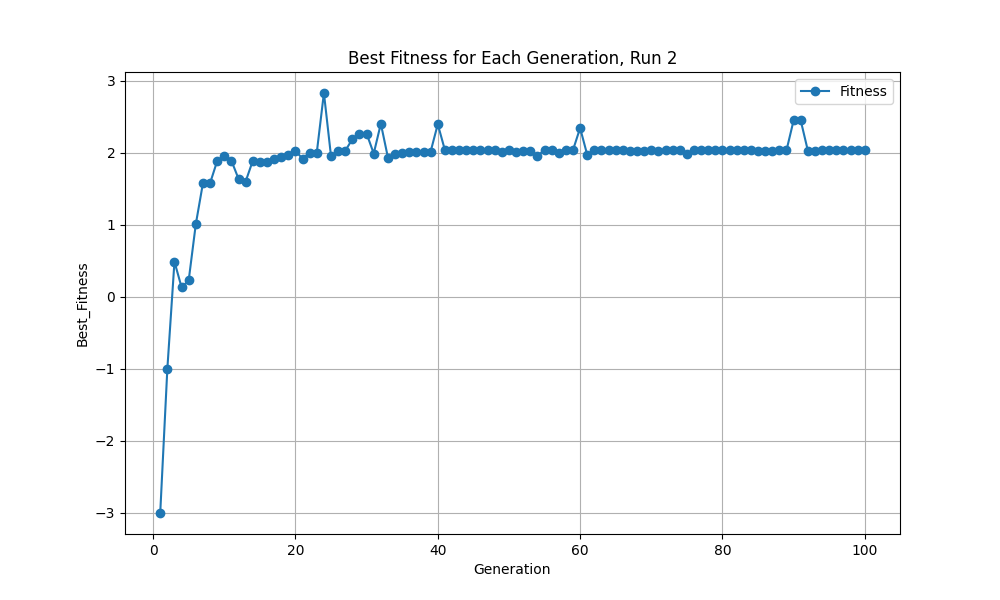 Best Fitness for Each Generation, Run 2
Fitness
Best_Fitness
3
2
1
0
−1
−2
−3
0 20 40 60 80 100
Generation